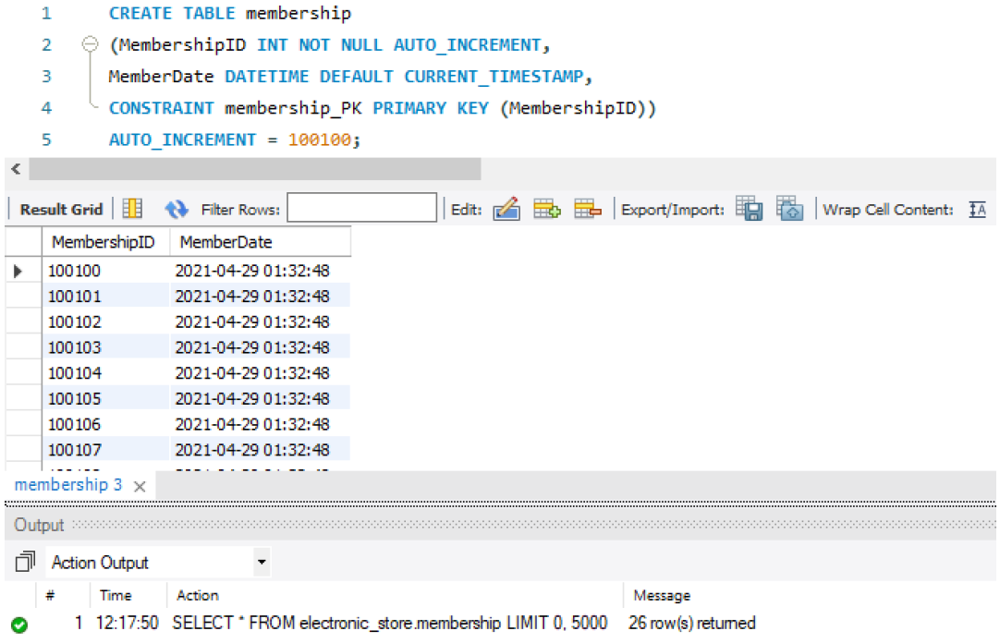 1 CREATE TABLE membership
2 (MembershipID INT NOT NULL AUTO_INCREMENT,
3 MemberDate DATETIME DEFAULT CURRENT_TIMESTAMP,
4 CONSTRAINT membership_PK PRIMARY KEY (MembershipID))
5 AUTO_INCREMENT = 100100;
Result Grid Filter Rows: Edit: Export/Import: Wrap Cell Content:
MembershipID MemberDate
100100 2021-04-29 01:32:48
100101 2021-04-29 01:32:48
100102 2021-04-29 01:32:48
100103 2021-04-29 01:32:48
100104 2021-04-29 01:32:48
100105 2021-04-29 01:32:48
100106 2021-04-29 01:32:48
100107 2021-04-29 01:32:48
membership 3
Output
Action Output
# Time Action Message
1 12:17:50 SELECT * FROM electronic_store.membership LIMIT 0, 5000 26 row(s) returned